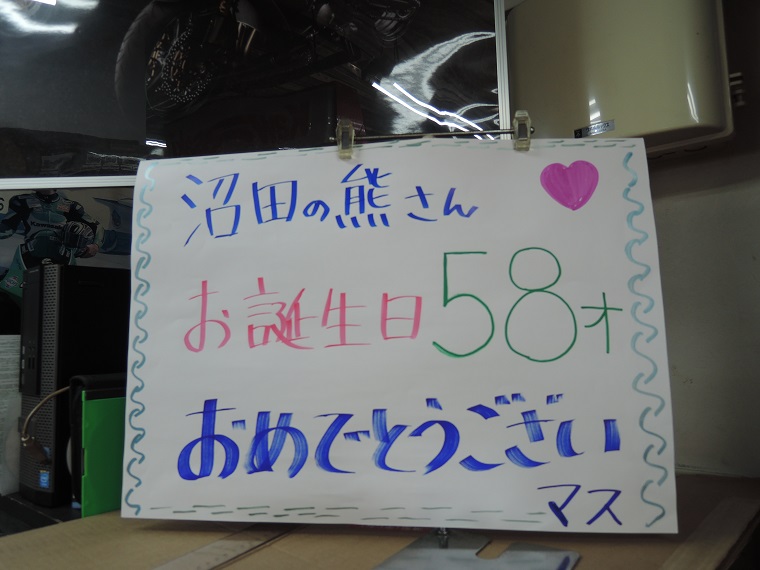 沼田の熊さん
お誕生日58才
おめでとうござい
マス